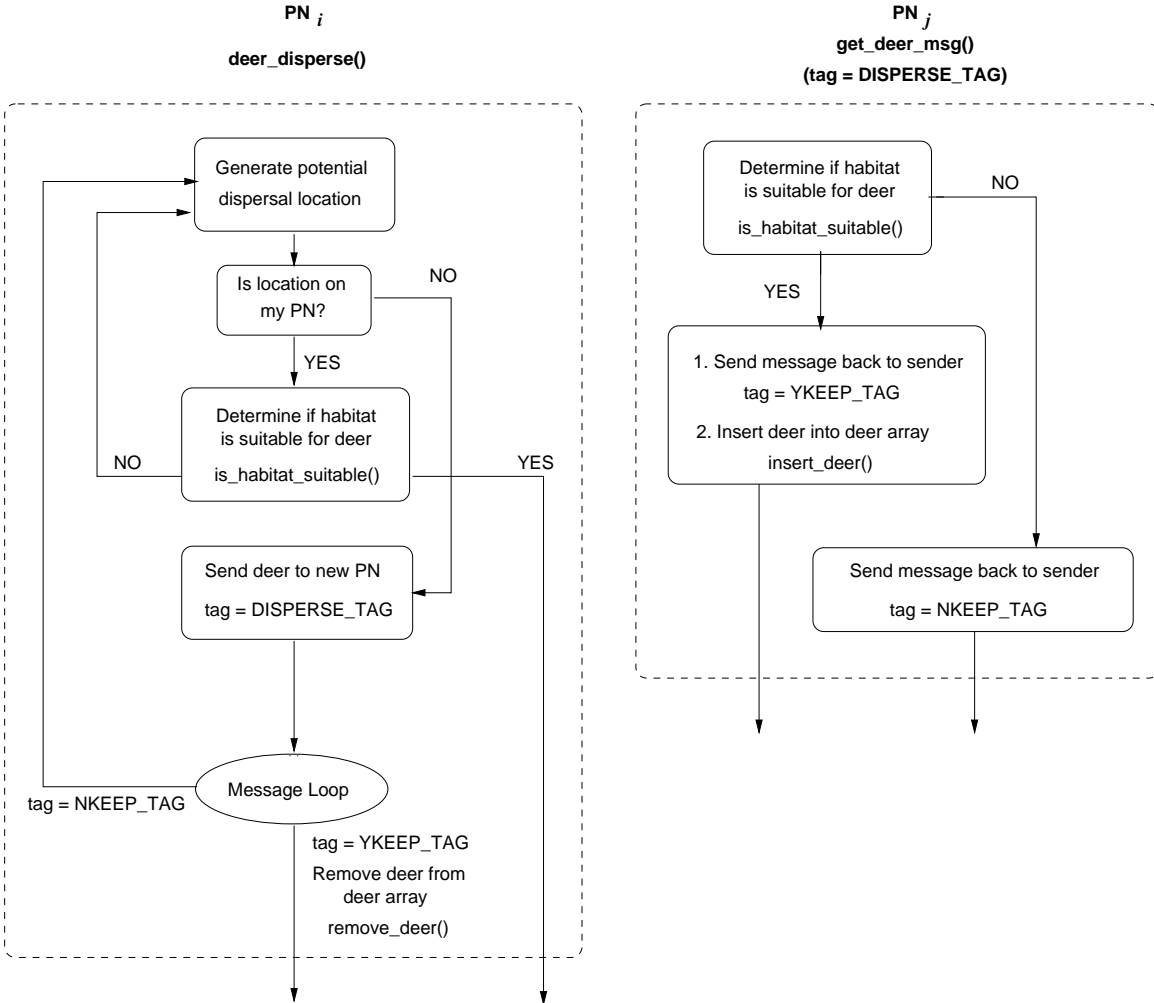 PN i
deer_disperse()
Generate potential
dispersal location
Is location on
my PN?
NO
YES
Determine if habitat
is suitable for deer
is_habitat_suitable()
NO
YES
Send deer to new PN
tag = DISPERSE_TAG
Message Loop
tag = NKEEP_TAG
tag = YKEEP_TAG
Remove deer from
deer array
remove_deer()
PN j
get_deer_msg()
(tag = DISPERSE_TAG)
Determine if habitat
is suitable for deer
is_habitat_suitable()
NO
YES
1. Send message back to sender
tag = YKEEP_TAG
2. Insert deer into deer array
insert_deer()
Send message back to sender
tag = NKEEP_TAG